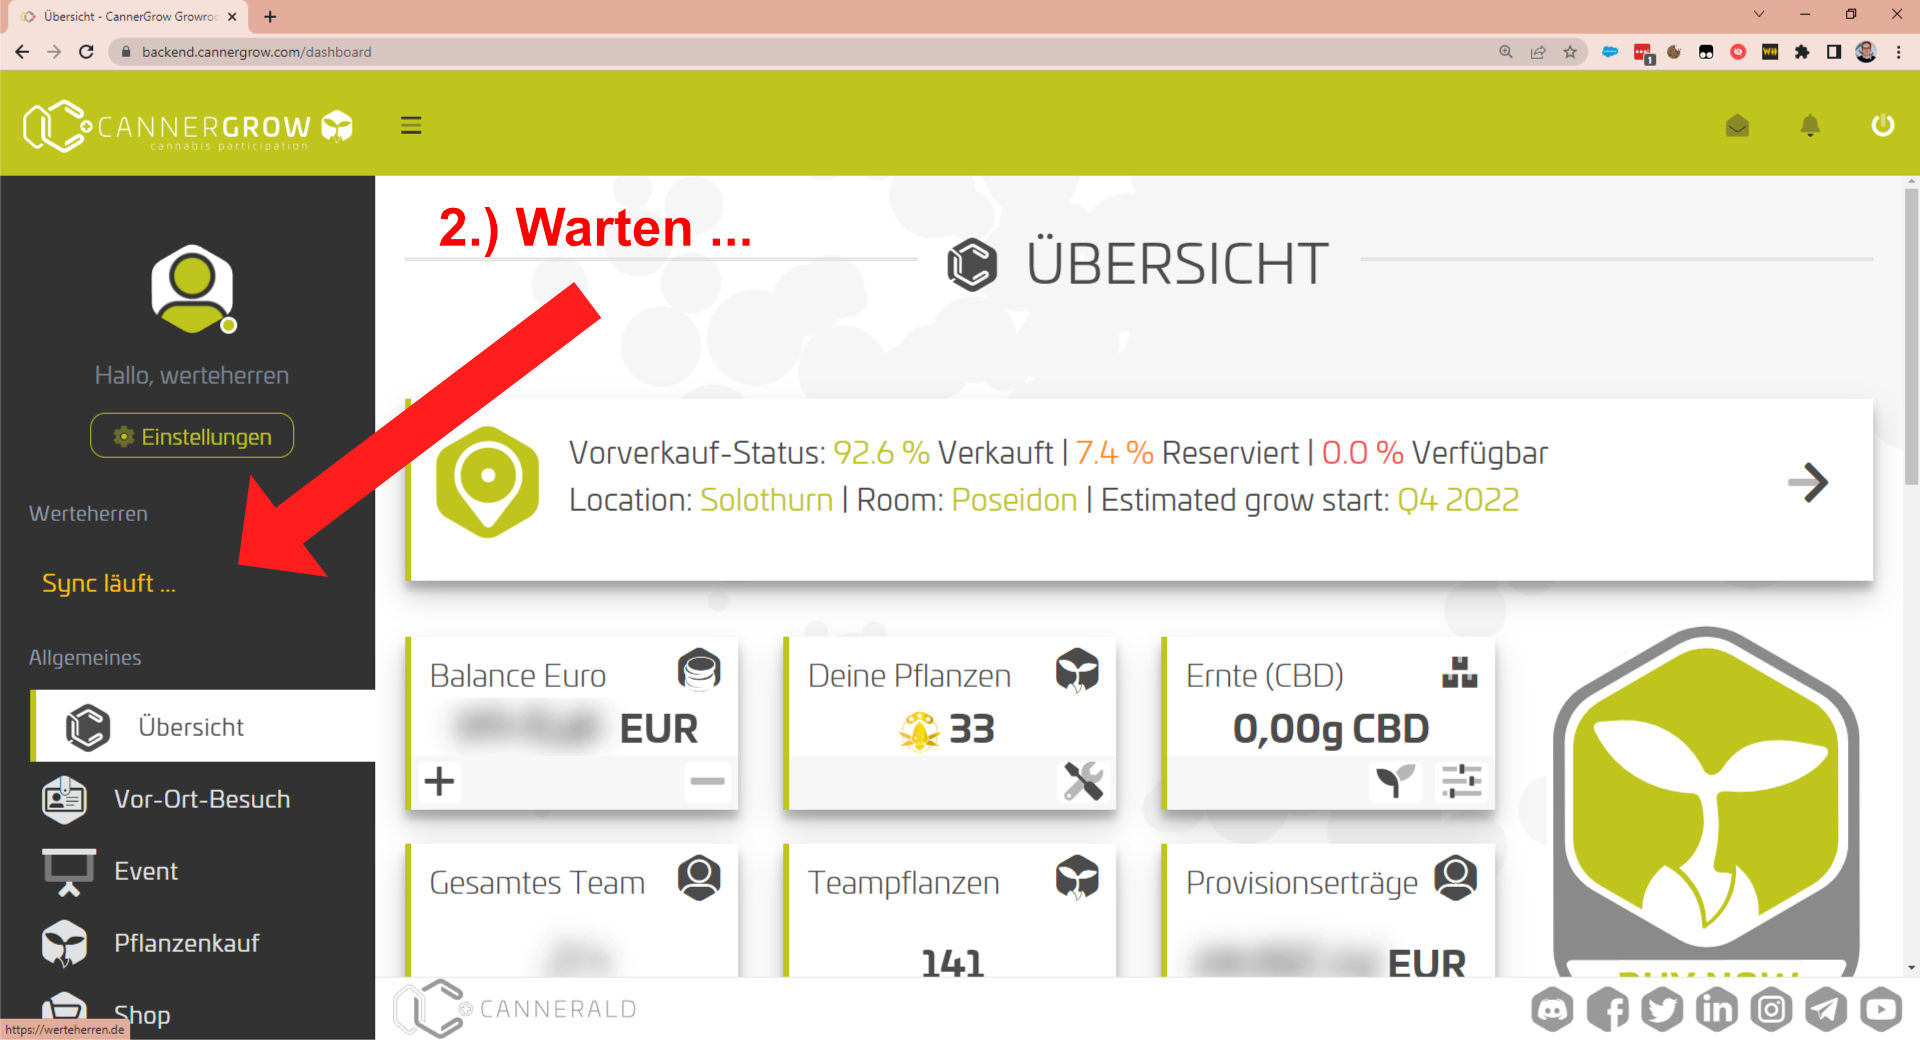 Übersicht - CannerGrow Growroo
backend.cannergrow.com/dashboard
1
CANNERGROW
cannabis participation
2.) Warten ...
ÜBERSICHT
Hallo, werteherren
Einstellungen
Werteherren
Sync läuft ...
Allgemeines
Übersicht
Vor-Ort-Besuch
Event
Pflanzenkauf
Shop
https://werteherren.de
Vorverkauf-Status: 92.6 % Verkauft | 7.4 % Reserviert | 0.0 % Verfügbar
Location: Solothurn | Room: Poseidon | Estimated grow start: Q4 2022
Balance Euro
EUR
Deine Pflanzen
33
Ernte (CBD)
0,00g CBD
Gesamtes Team
Teampflanzen
141
Provisionserträge
EUR
BUY NOW
CANNERALD